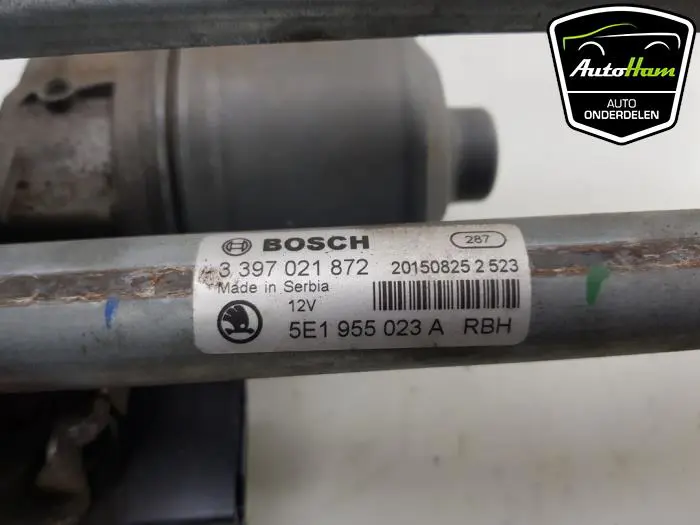 AutoHam
AUTO
ONDERDELEN
BOSCH
287
3 397 021 872
20150825 2 523
Made in Serbia
12V
5E1 955 023 A RBH